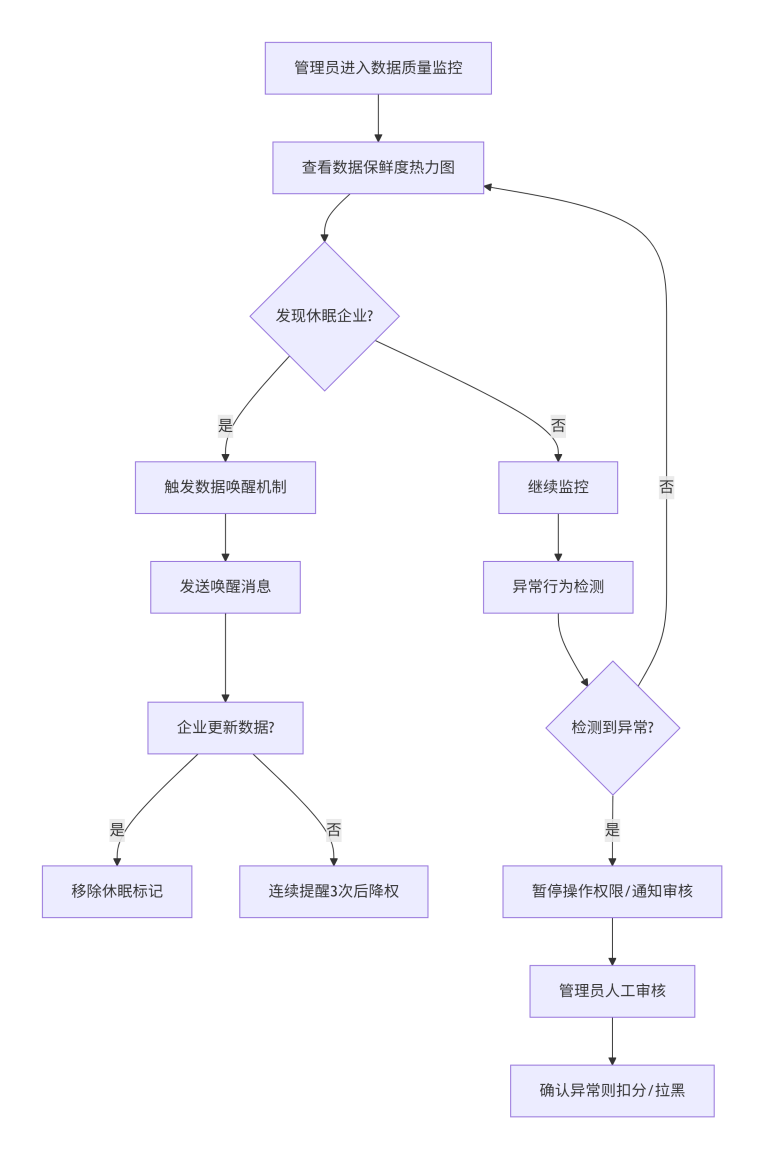 管理员进入数据质量监控
查看数据保鲜度热力图
发现休眠企业?
是
否
触发数据唤醒机制
继续监控
否
发送唤醒消息
异常行为检测
企业更新数据?
检测到异常?
是
否
是
移除休眠标记
连续提醒3次后降权
暂停操作权限/通知审核
管理员人工审核
确认异常则扣分/拉黑